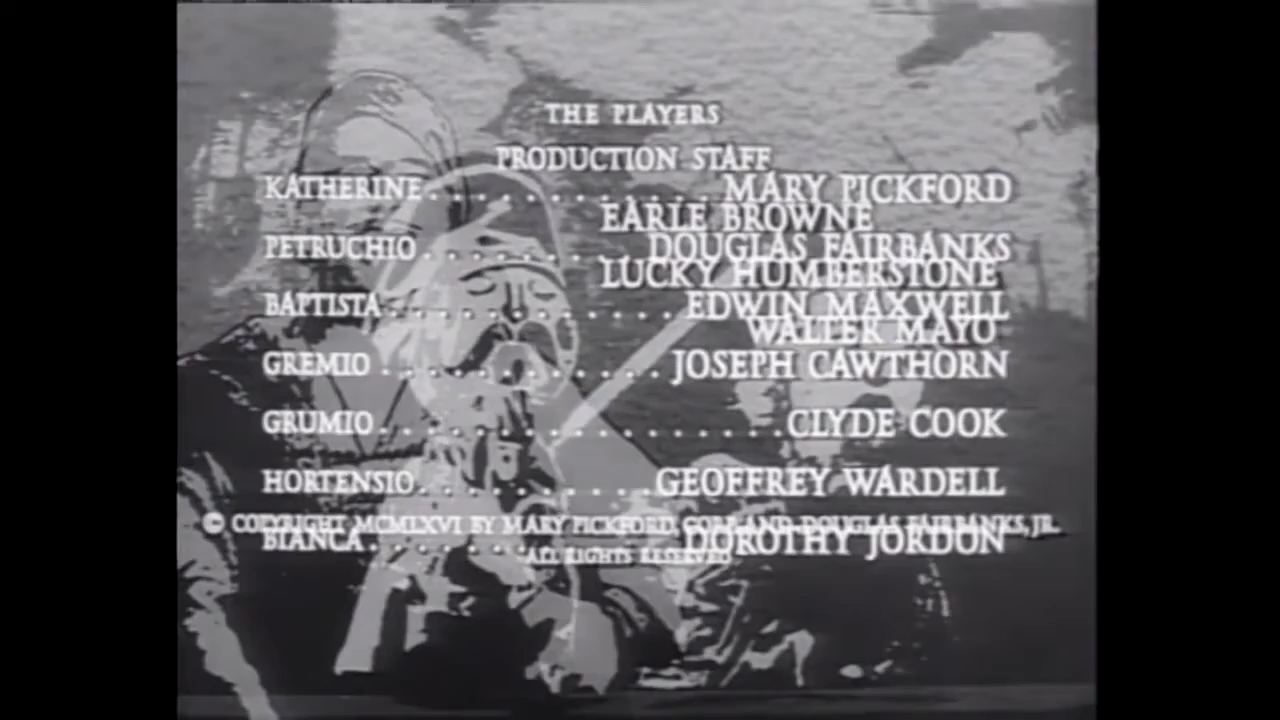 THE PLAYERS
PRODUCTION STAFF
KATHERINE . . . . . . . . . . . . MARY PICKFORD
EARLE BROWNE
PETRUCHIO . . . . . . . . . . DOUGLAS FAIRBANKS
LUCKY HUMBERSTONE
BAPTISTA . . . . . . . . . . . . EDWIN MAXWELL
WALTER MAYO
GREMIO . . . . . . . . . . . . JOSEPH CAWTHORN
GRUMIO . . . . . . . . . . . . . . . . . CLYDE COOK
HORTENSIO . . . . . . . . . . GEOFFREY WARDELL
© COPYRIGHT MCMLXVI BY MARY PICKFORD, CORP. AND DOUGLAS FAIRBANKS, JR.
BIANCA . . . . . . . . . . . . DOROTHY JORDON
ALL RIGHTS RESERVED